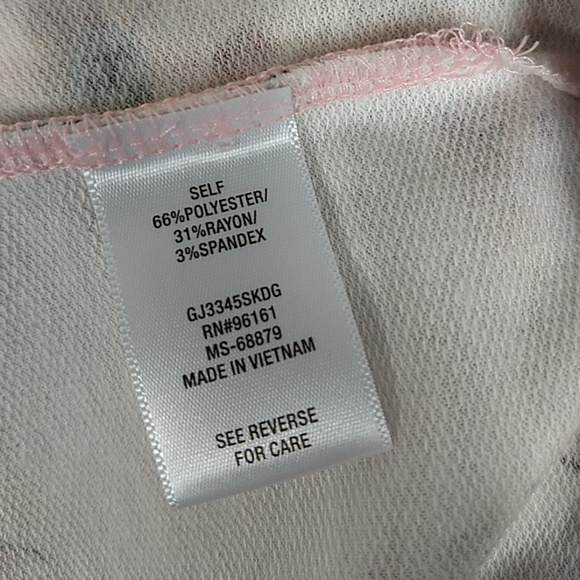 SELF
66%POLYESTER/
31%RAYON/
3%SPANDEX
GJ3345SKDG
RN#96161
MS-68879
MADE IN VIETNAM
SEE REVERSE
FOR CARE